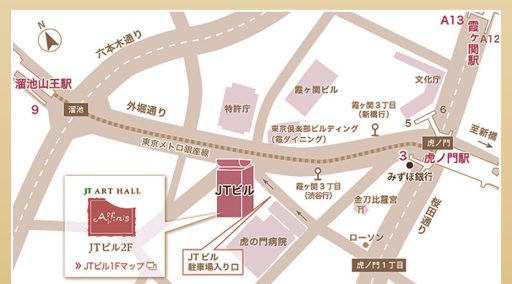 N
六本木通り
A13
霞ヶ関駅
A12
溜池山王駅
9
溜池
外堀通り
特許庁
霞ヶ関ビル
文化庁
霞ヶ関3丁目
(新橋行)
5
6
至新橋
東京倶楽部ビルディング
(霞ダイニング)
虎ノ門
東京メトロ銀座線
3
虎ノ門駅
みずほ銀行
JTビル
霞ヶ関3丁目
(渋谷行)
金刀比羅宮
桜田通り
JT ART HALL
Affinis
JTビル2F
» JTビル1Fマップ
虎の門病院
JTビル
駐車場入り口
ローソン
虎ノ門1丁目